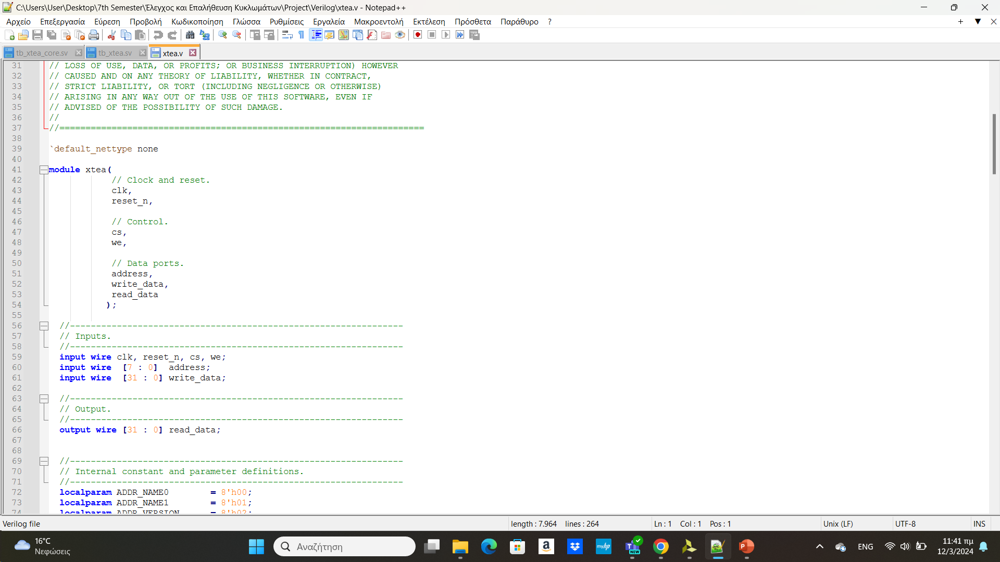 C:\Users\User\Desktop\7th Semester\Έλεγχος και Επαλήθευση Κυκλωμάτων\Project\Verilog\xtea.v - Notepad++
Αρχείο Επεξεργασία Εύρεση Προβολή Κωδικοποίηση Γλώσσα Ρυθμίσεις Εργαλεία Μακροεντολή Εκτέλεση Πρόσθετα Παράθυρο ?
tb_xtea_core.sv tb_xtea.sv xtea.v
31 // LOSS OF USE, DATA, OR PROFITS; OR BUSINESS INTERRUPTION) HOWEVER
32 // CAUSED AND ON ANY THEORY OF LIABILITY, WHETHER IN CONTRACT,
33 // STRICT LIABILITY, OR TORT (INCLUDING NEGLIGENCE OR OTHERWISE)
34 // ARISING IN ANY WAY OUT OF THE USE OF THIS SOFTWARE, EVEN IF
35 // ADVISED OF THE POSSIBILITY OF SUCH DAMAGE.
36 //
37 //======================================================================
38
39 `default_nettype none
40
41 module xtea(
42 // Clock and reset.
43 clk,
44 reset_n,
45
46 // Control.
47 cs,
48 we,
49
50 // Data ports.
51 address,
52 write_data,
53 read_data
54 );
55
56 //----------------------------------------------------------------
57 // Inputs.
58 //----------------------------------------------------------------
59 input wire clk, reset_n, cs, we;
60 input wire [7 : 0] address;
61 input wire [31 : 0] write_data;
62
63 //----------------------------------------------------------------
64 // Output.
65 //----------------------------------------------------------------
66 output wire [31 : 0] read_data;
67
68
69 //----------------------------------------------------------------
70 // Internal constant and parameter definitions.
71 //----------------------------------------------------------------
72 localparam ADDR_NAME0 = 8'h00;
73 localparam ADDR_NAME1 = 8'h01;
74 localparam ADDR_VERSION = 8'h02;
Verilog file length : 7.964 lines : 264 Ln : 1 Col : 1 Pos : 1 Unix (LF) UTF-8 INS
16°C
Νεφώσεις
Αναζήτηση
a
myhp
NEW
P
ENG
11:41 πμ
12/3/2024